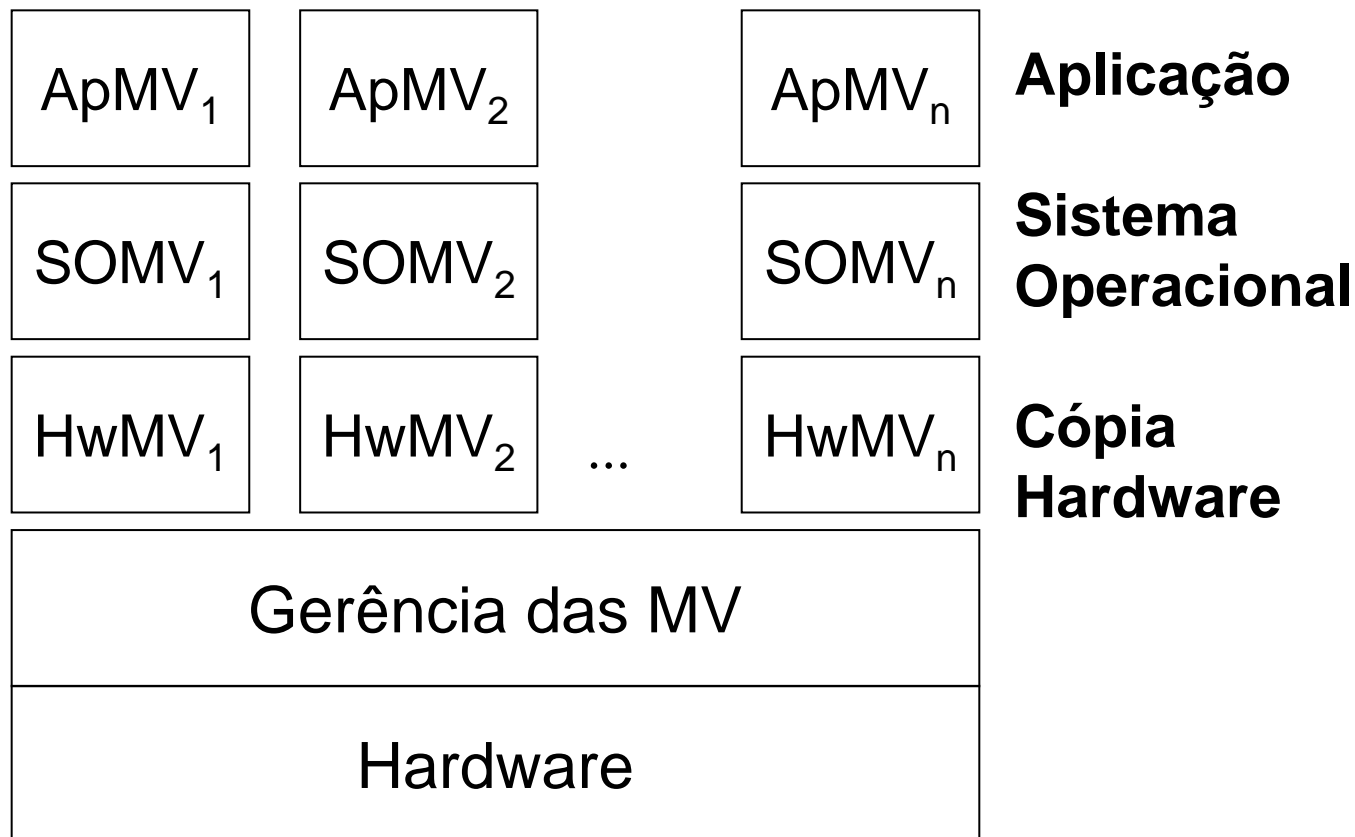 ApMV₁ ApMV₂ ApMVₙ Aplicação
SOMV₁ SOMV₂ SOMVₙ Sistema
Operacional
HwMV₁ HwMV₂ ... HwMVₙ Cópia
Hardware
Gerência das MV
Hardware